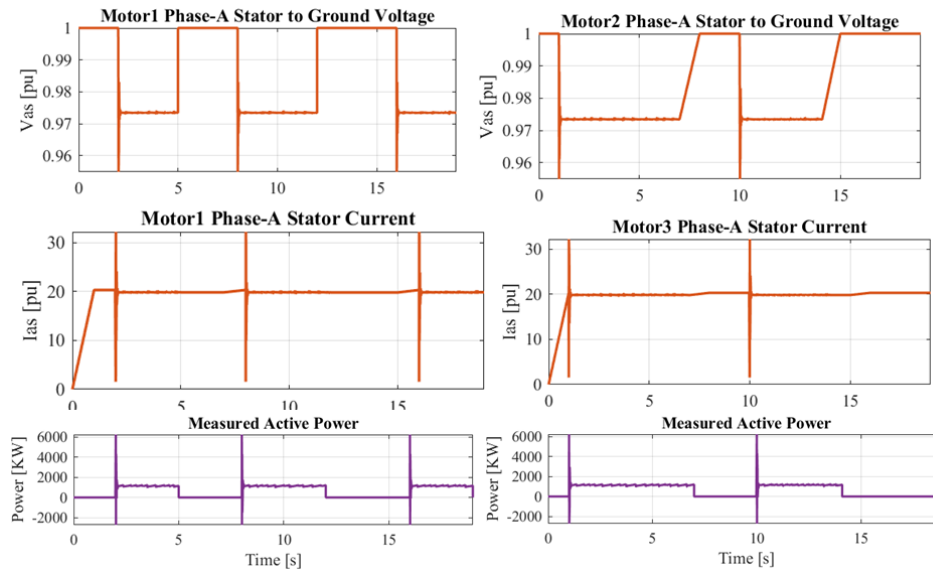 Motor1 Phase-A Stator to Ground Voltage
Vas [pu]
1
0.99
0.98
0.97
0.96
0 5 10 15
Motor2 Phase-A Stator to Ground Voltage
Vas [pu]
1
0.99
0.98
0.97
0.96
0 5 10 15
Motor1 Phase-A Stator Current
Ias [pu]
30
20
10
0
0 5 10 15
Motor3 Phase-A Stator Current
Ias [pu]
30
20
10
0
0 5 10 15
Measured Active Power
Power [KW]
6000
4000
2000
0
-2000
0 5 10 15
Time [s]
Measured Active Power
Power [KW]
6000
4000
2000
0
-2000
0 5 10 15
Time [s]